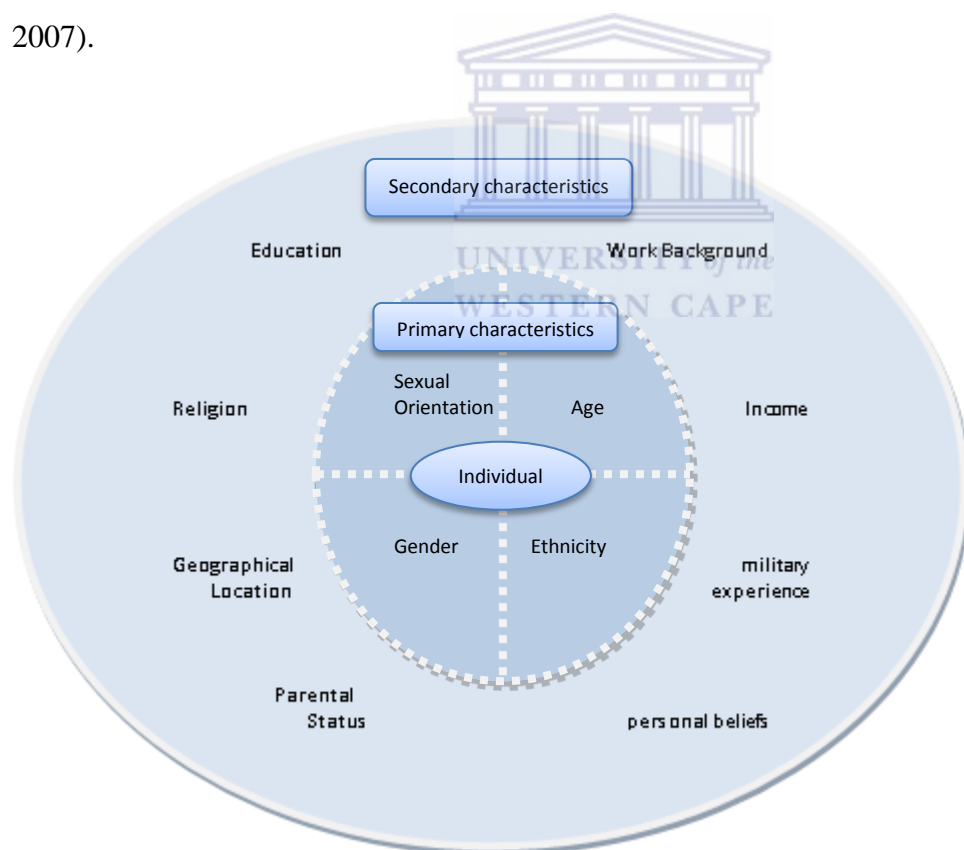 2007).
Secondary characteristics
Education
Work Background
UNIVERSITY of the
WESTERN CAPE
Primary characteristics
Sexual
Orientation
Age
Religion
Income
Individual
Gender
Ethnicity
Geographical
Location
military
experience
Parental
Status
personal beliefs